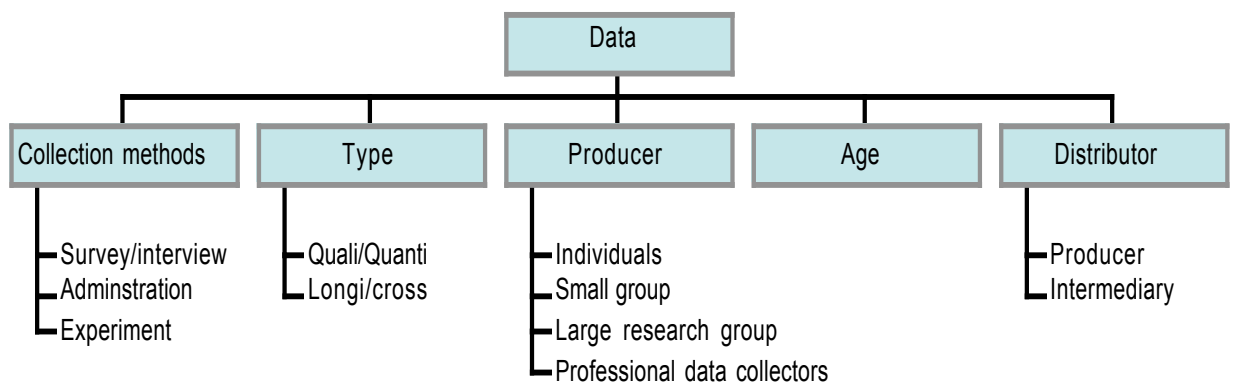 Data
Collection methods
Type
Producer
Age
Distributor
Survey/interview
Adminstration
Experiment
Quali/Quanti
Longi/cross
Individuals
Small group
Large research group
Professional data collectors
Producer
Intermediary